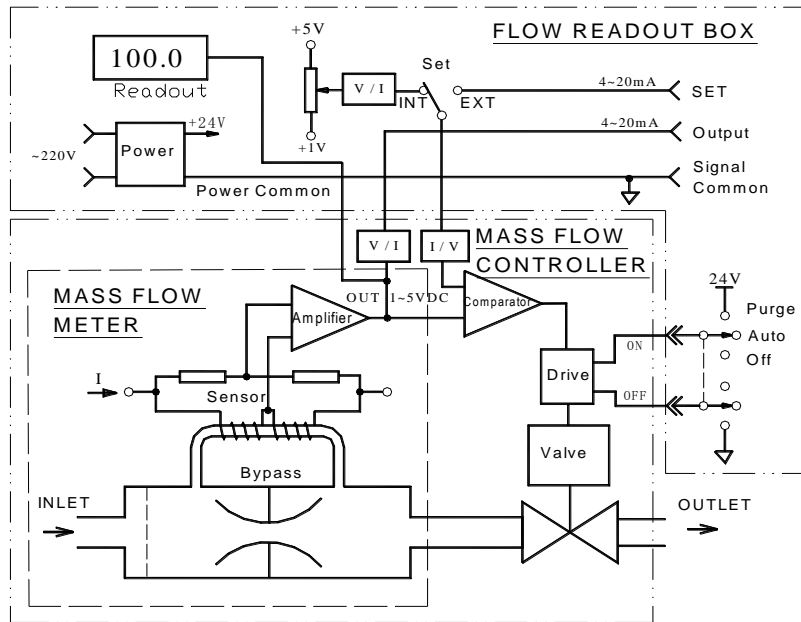 FLOW READOUT BOX
100.0
Readout
+5V
Set
V / I
INT
EXT
4~20mA
SET
+1V
4~20mA
Output
~220V
Power
+24V
Power Common
Signal
Common
V / I
I / V
MASS FLOW
CONTROLLER
MASS FLOW
METER
OUT
1~5VDC
Amplifier
Comparator
24V
Purge
Auto
Off
ON
OFF
Drive
I
Sensor
Bypass
Valve
INLET
OUTLET